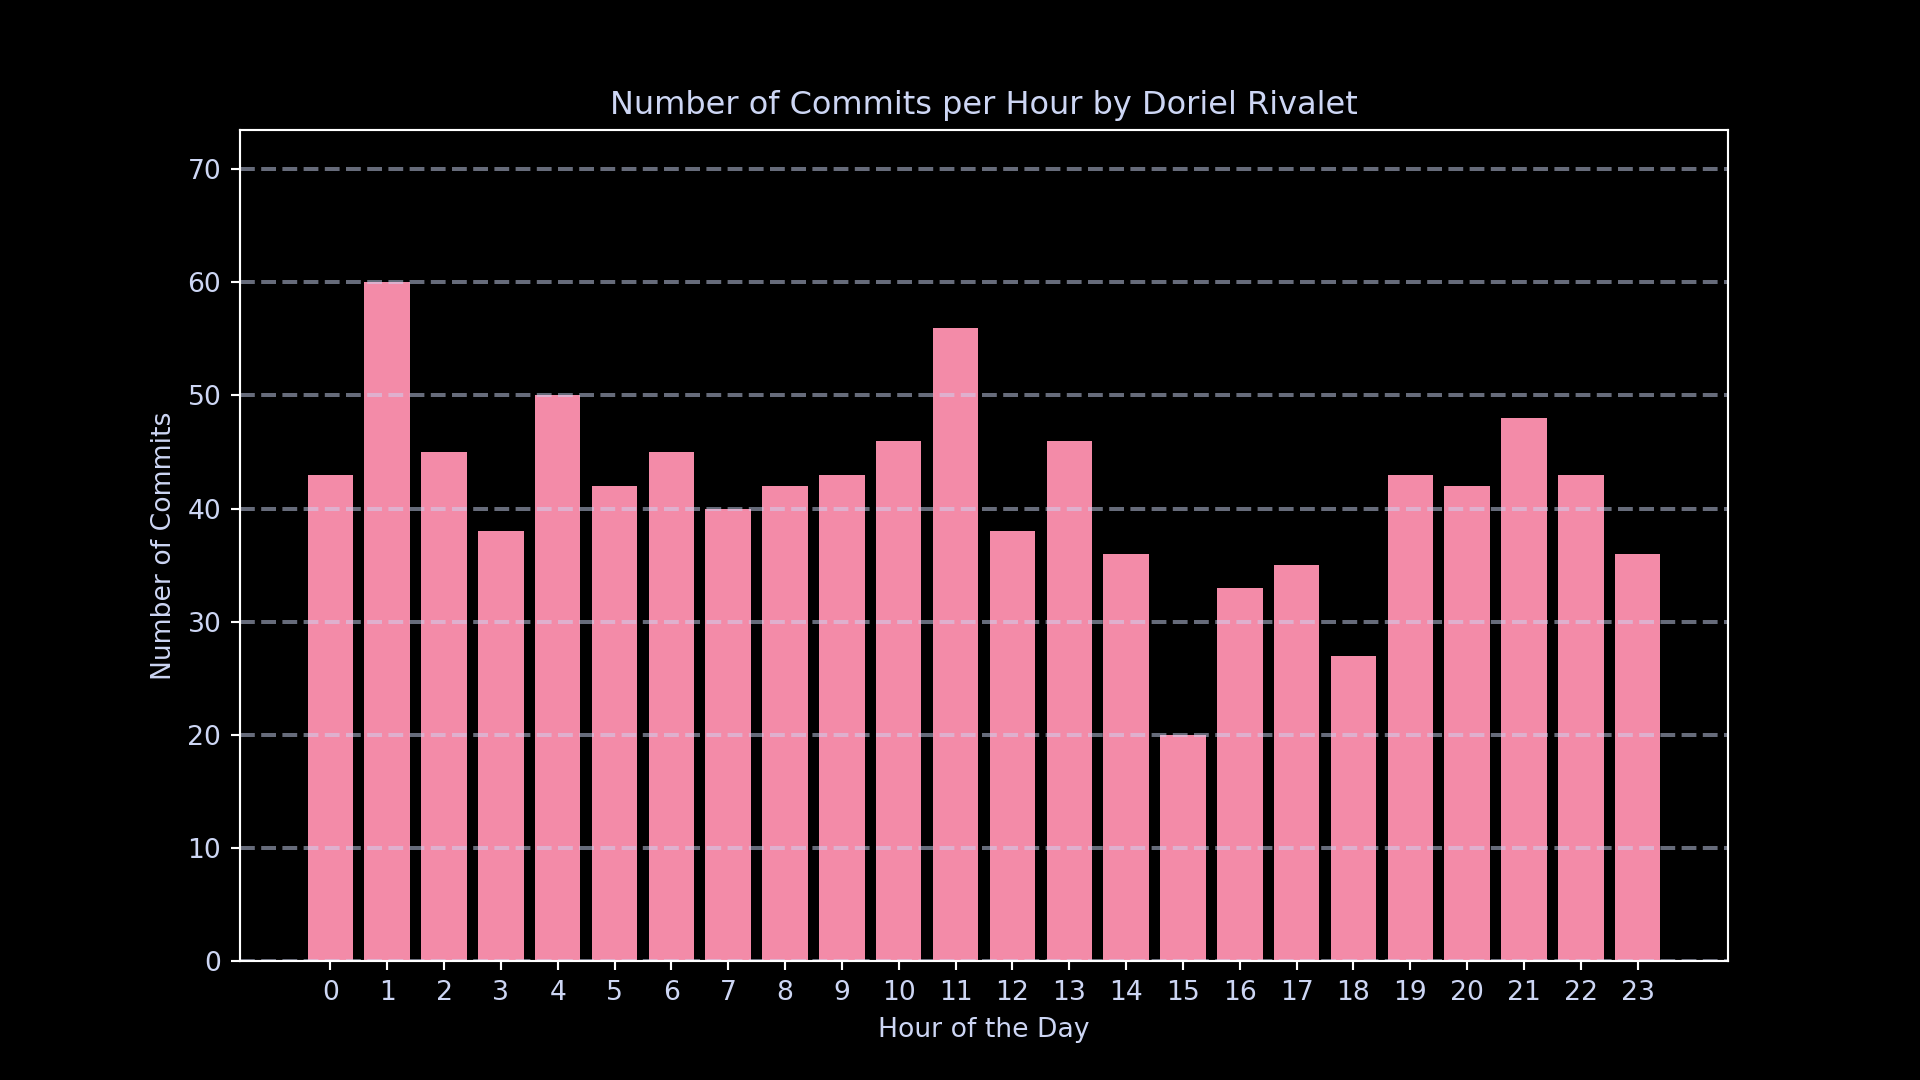 Number of Commits per Hour by Doriel Rivalet
70
60
50
40
30
20
10
0
Number of Commits
0 1 2 3 4 5 6 7 8 9 10 11 12 13 14 15 16 17 18 19 20 21 22 23
Hour of the Day